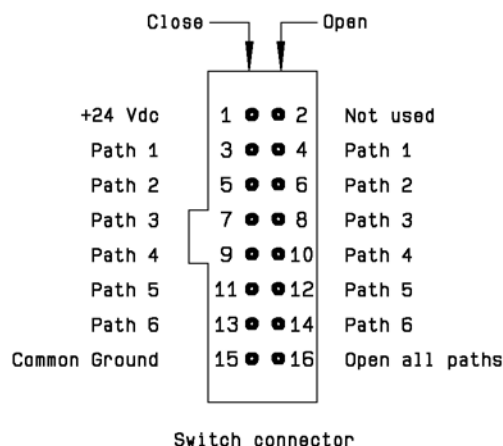 Close Open
+24 Vdc 1 2 Not used
Path 1 3 4 Path 1
Path 2 5 6 Path 2
Path 3 7 8 Path 3
Path 4 9 10 Path 4
Path 5 11 12 Path 5
Path 6 13 14 Path 6
Common Ground 15 16 Open all paths
Switch connector